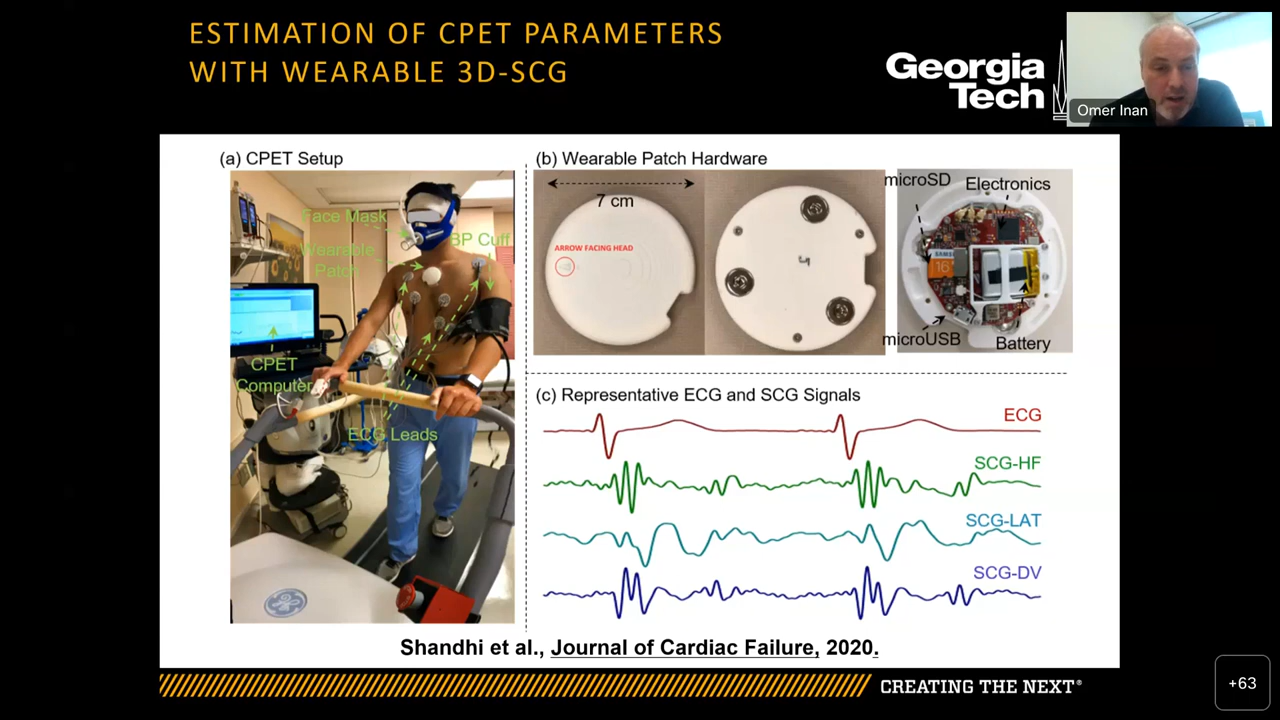 ESTIMATION OF CPET PARAMETERS
WITH WEARABLE 3D-SCG
Georgia
Tech
Omer Inan
(a) CPET Setup
Face Mask
Wearable
Patch
BP Cuff
CPET
Computer
ECG Leads
(b) Wearable Patch Hardware
7 cm
ARROW FACING HEAD
microSD
Electronics
SAMSUNG
16
microUSB
Battery
(c) Representative ECG and SCG Signals
ECG
SCG-HF
SCG-LAT
SCG-DV
Shandhi et al., Journal of Cardiac Failure, 2020.
CREATING THE NEXT®
+63